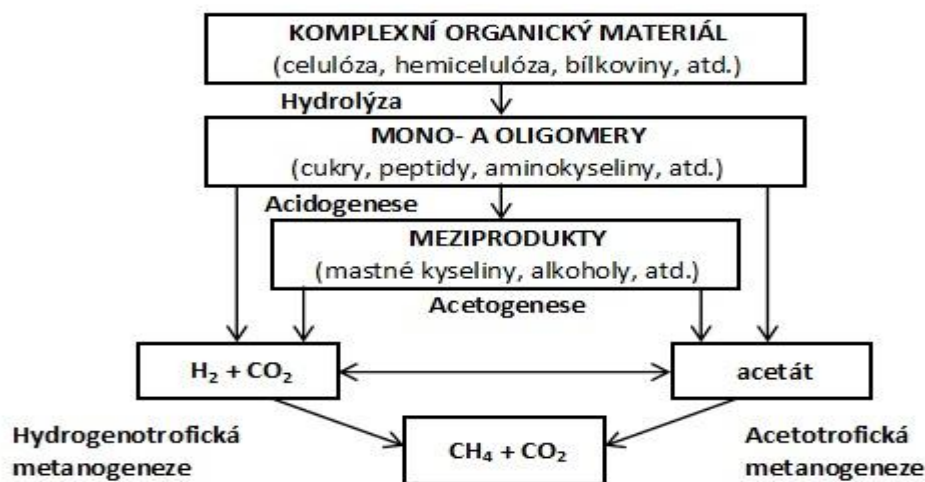 KOMPLEXNÍ ORGANICKÝ MATERIÁL
(celulóza, hemicelulóza, bílkoviny, atd.)
Hydrolýza
MONO- A OLIGOMERY
(cukry, peptidy, aminokyseliny, atd.)
Acidogenese
MEZIPRODUKTY
(mastné kyseliny, alkoholy, atd.)
Acetogenese
H₂ + CO₂
acetát
Hydrogenotrofická
metanogeneze
CH₄ + CO₂
Acetotrofická
metanogeneze